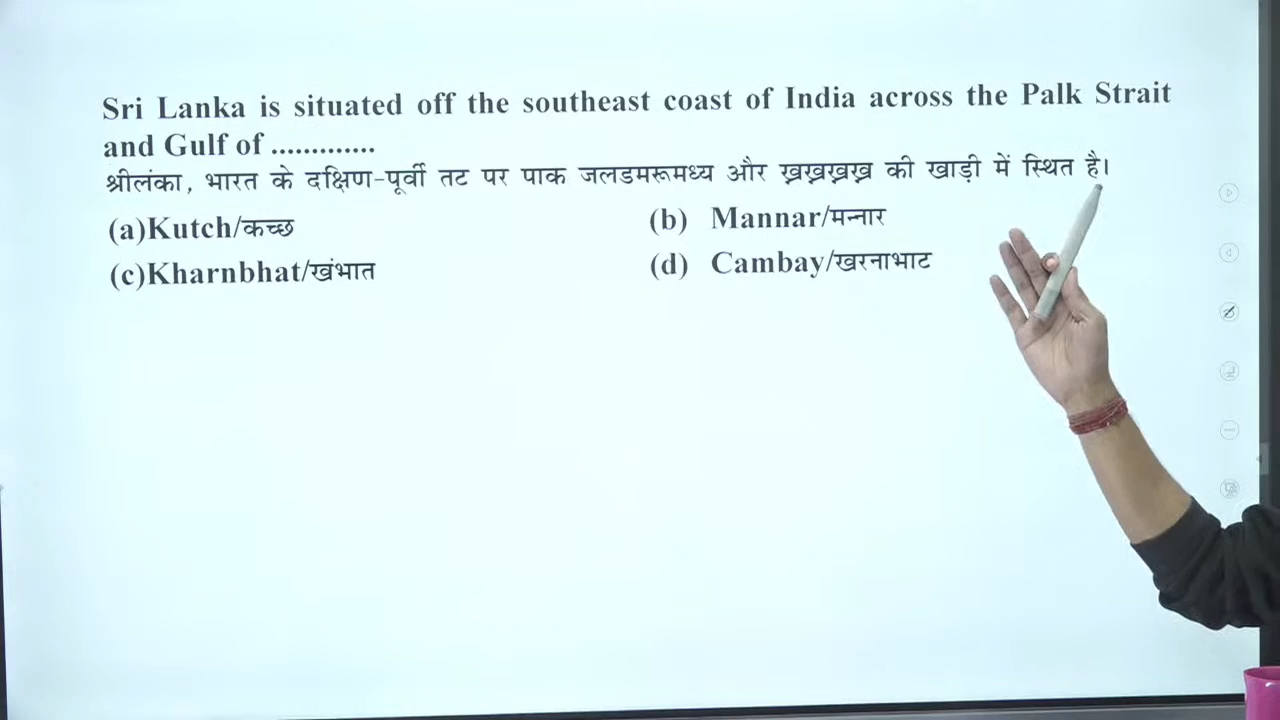 Sri Lanka is situated off the southeast coast of India across the Palk Strait
and Gulf of .............
श्रीलंका, भारत के दक्षिण-पूर्वी तट पर पाक जलडमरूमध्य और ख़ख़ख़ख़ की खाड़ी में स्थित है।
(a)Kutch/कच्छ (b) Mannar/मन्नार
(c)Kharnbhat/खंभात (d) Cambay/खरनाभाट